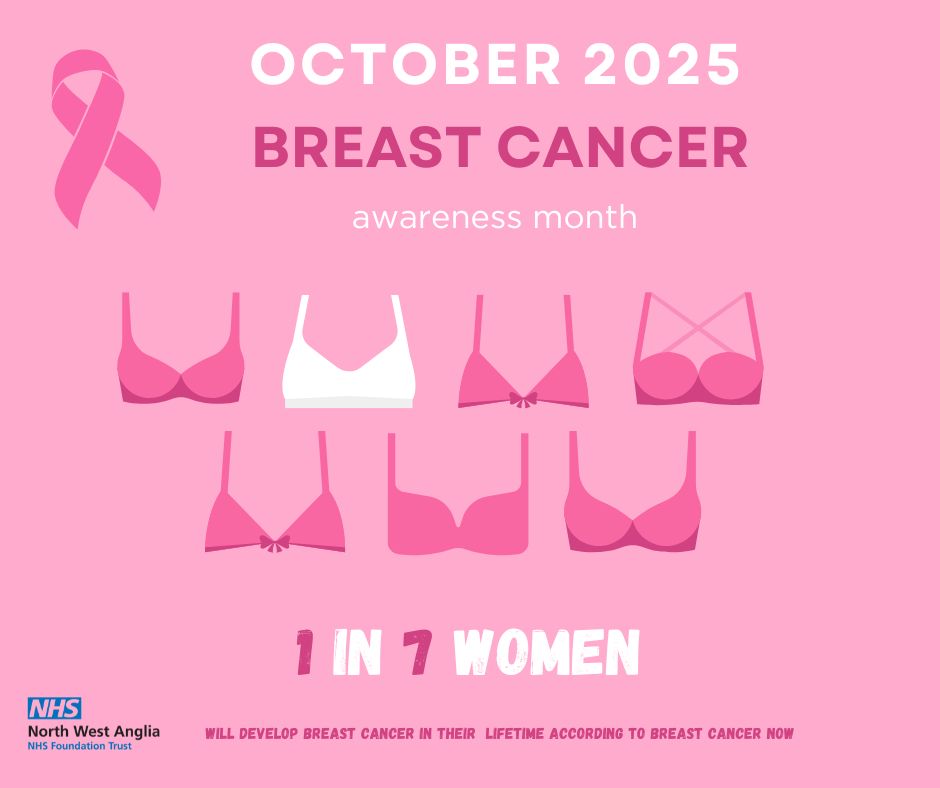 OCTOBER 2025
BREAST CANCER
awareness month
1 IN 7 WOMEN
NHS
North West Anglia
NHS Foundation Trust
WILL DEVELOP BREAST CANCER IN THEIR LIFETIME ACCORDING TO BREAST CANCER NOW